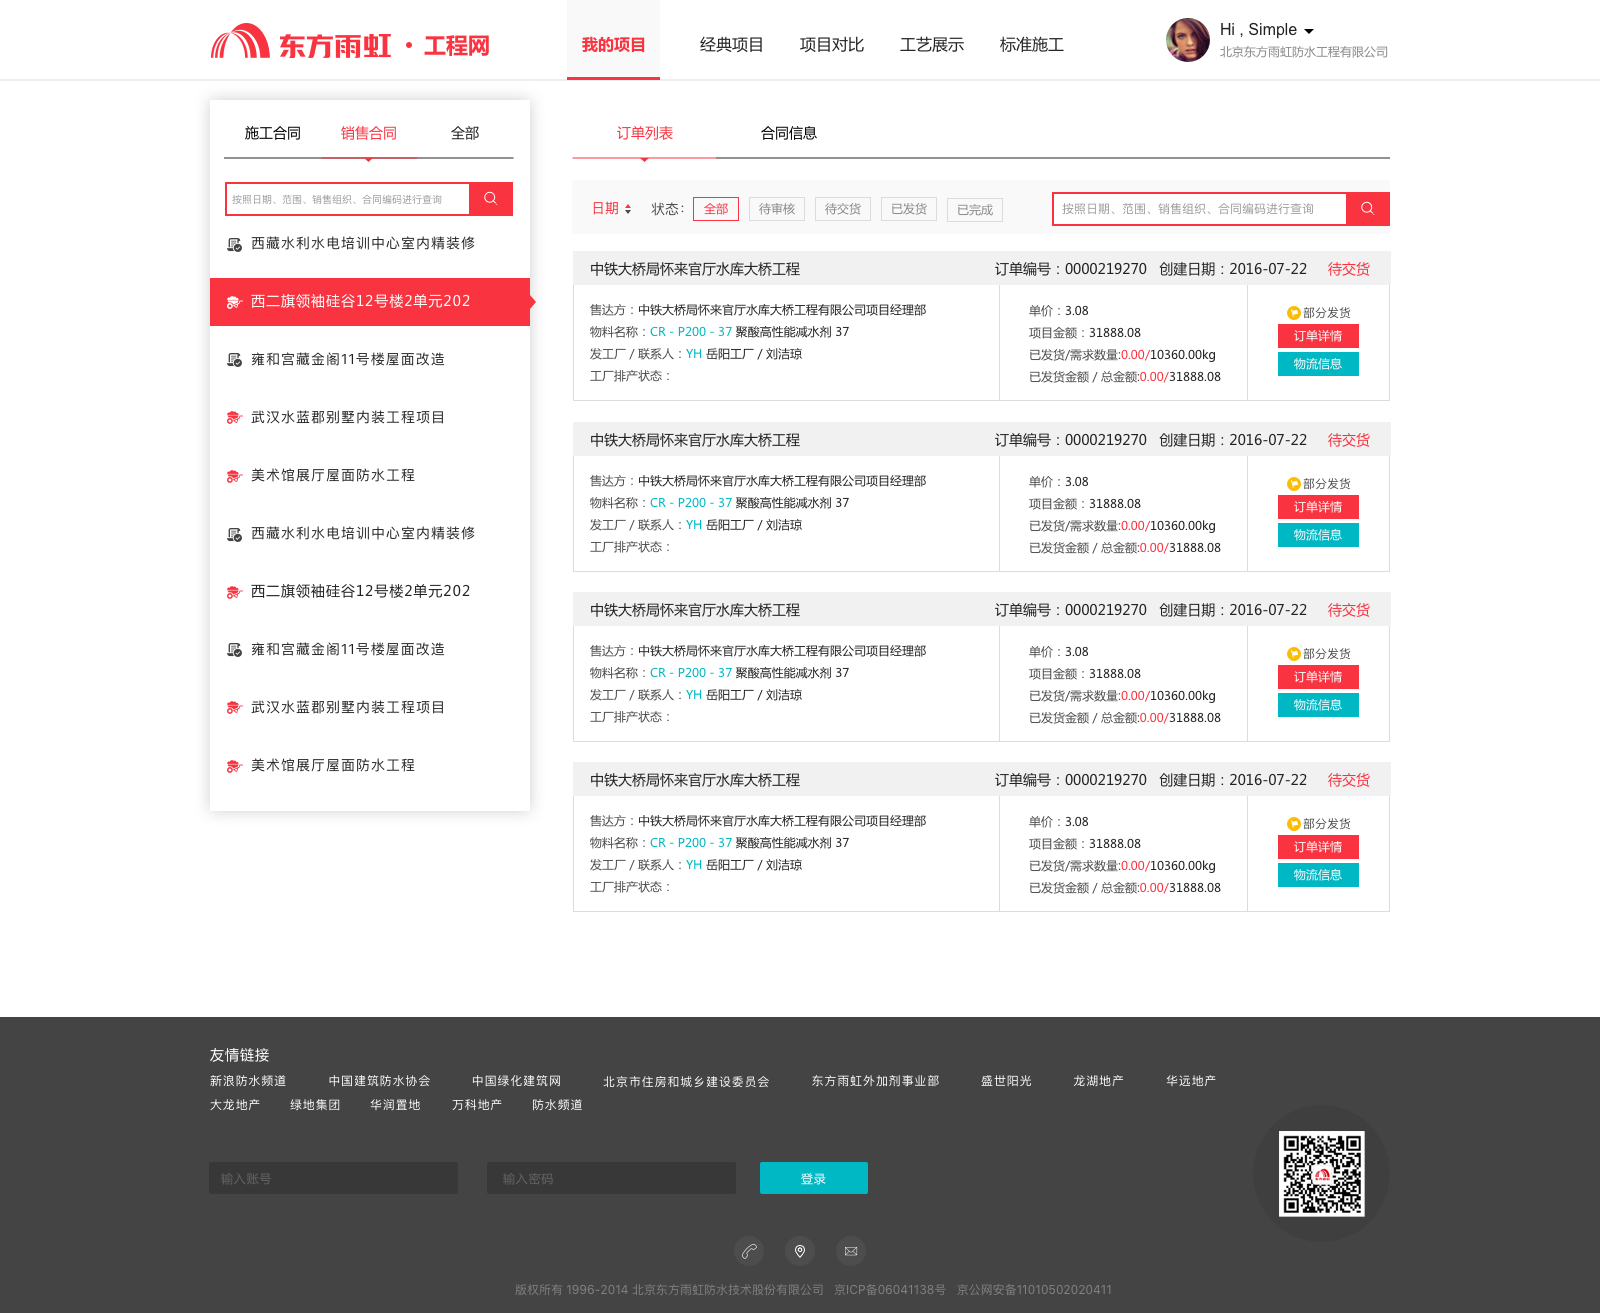 东方雨虹·工程网
我的项目 经典项目 项目对比 工艺展示 标准施工
Hi , Simple
北京东方雨虹防水工程有限公司
施工合同 销售合同 全部
按照日期、范围、销售组织、合同编码进行查询
西藏水利水电培训中心室内精装修
西二旗领袖硅谷12号楼2单元202
雍和宫藏金阁11号楼屋面改造
武汉水蓝郡别墅内装工程项目
美术馆展厅屋面防水工程
西藏水利水电培训中心室内精装修
西二旗领袖硅谷12号楼2单元202
雍和宫藏金阁11号楼屋面改造
武汉水蓝郡别墅内装工程项目
美术馆展厅屋面防水工程
订单列表 合同信息
日期 状态： 全部 待审核 待交货 已发货 已完成
按照日期、范围、销售组织、合同编码进行查询
中铁大桥局怀来官厅水库大桥工程 订单编号：0000219270 创建日期：2016-07-22 待交货
售达方：中铁大桥局怀来官厅水库大桥工程有限公司项目经理部
物料名称：CR - P200 - 37 聚酸高性能减水剂 37
发工厂 / 联系人：YH 岳阳工厂 / 刘洁琼
工厂排产状态：
单价：3.08
项目金额：31888.08
已发货/需求数量:0.00/10360.00kg
已发货金额 / 总金额:0.00/31888.08
部分发货
订单详情
物流信息
中铁大桥局怀来官厅水库大桥工程 订单编号：0000219270 创建日期：2016-07-22 待交货
售达方：中铁大桥局怀来官厅水库大桥工程有限公司项目经理部
物料名称：CR - P200 - 37 聚酸高性能减水剂 37
发工厂 / 联系人：YH 岳阳工厂 / 刘洁琼
工厂排产状态：
单价：3.08
项目金额：31888.08
已发货/需求数量:0.00/10360.00kg
已发货金额 / 总金额:0.00/31888.08
部分发货
订单详情
物流信息
中铁大桥局怀来官厅水库大桥工程 订单编号：0000219270 创建日期：2016-07-22 待交货
售达方：中铁大桥局怀来官厅水库大桥工程有限公司项目经理部
物料名称：CR - P200 - 37 聚酸高性能减水剂 37
发工厂 / 联系人：YH 岳阳工厂 / 刘洁琼
工厂排产状态：
单价：3.08
项目金额：31888.08
已发货/需求数量:0.00/10360.00kg
已发货金额 / 总金额:0.00/31888.08
部分发货
订单详情
物流信息
中铁大桥局怀来官厅水库大桥工程 订单编号：0000219270 创建日期：2016-07-22 待交货
售达方：中铁大桥局怀来官厅水库大桥工程有限公司项目经理部
物料名称：CR - P200 - 37 聚酸高性能减水剂 37
发工厂 / 联系人：YH 岳阳工厂 / 刘洁琼
工厂排产状态：
单价：3.08
项目金额：31888.08
已发货/需求数量:0.00/10360.00kg
已发货金额 / 总金额:0.00/31888.08
部分发货
订单详情
物流信息
友情链接
新浪防水频道 中国建筑防水协会 中国绿化建筑网 北京市住房和城乡建设委员会 东方雨虹外加剂事业部 盛世阳光 龙湖地产 华远地产
大龙地产 绿地集团 华润置地 万科地产 防水频道
输入账号 输入密码 登录
版权所有 1996-2014 北京东方雨虹防水技术股份有限公司 京ICP备06041138号 京公网安备11010502020411